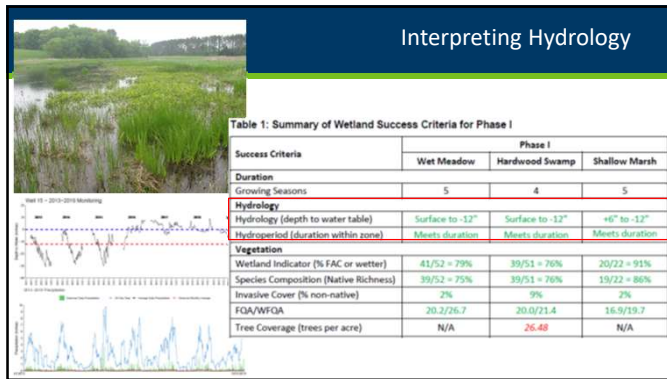 Interpreting Hydrology
Table 1: Summary of Wetland Success Criteria for Phase I
Success Criteria
Phase I
Wet Meadow Hardwood Swamp Shallow Marsh
Duration
Growing Seasons 5 4 5
Hydrology
Hydrology (depth to water table) Surface to -12" Surface to -12" +6" to -12"
Hydroperiod (duration within zone) Meets duration Meets duration Meets duration
Vegetation
Wetland Indicator (% FAC or wetter) 41/52 = 79% 39/51 = 76% 20/22 = 91%
Species Composition (Native Richness) 39/52 = 75% 39/51 = 76% 19/22 = 86%
Invasive Cover (% non-native) 2% 9% 2%
FQA/WFQA 20.2/26.7 20.0/21.4 16.9/19.7
Tree Coverage (trees per acre) N/A 26.48 N/A